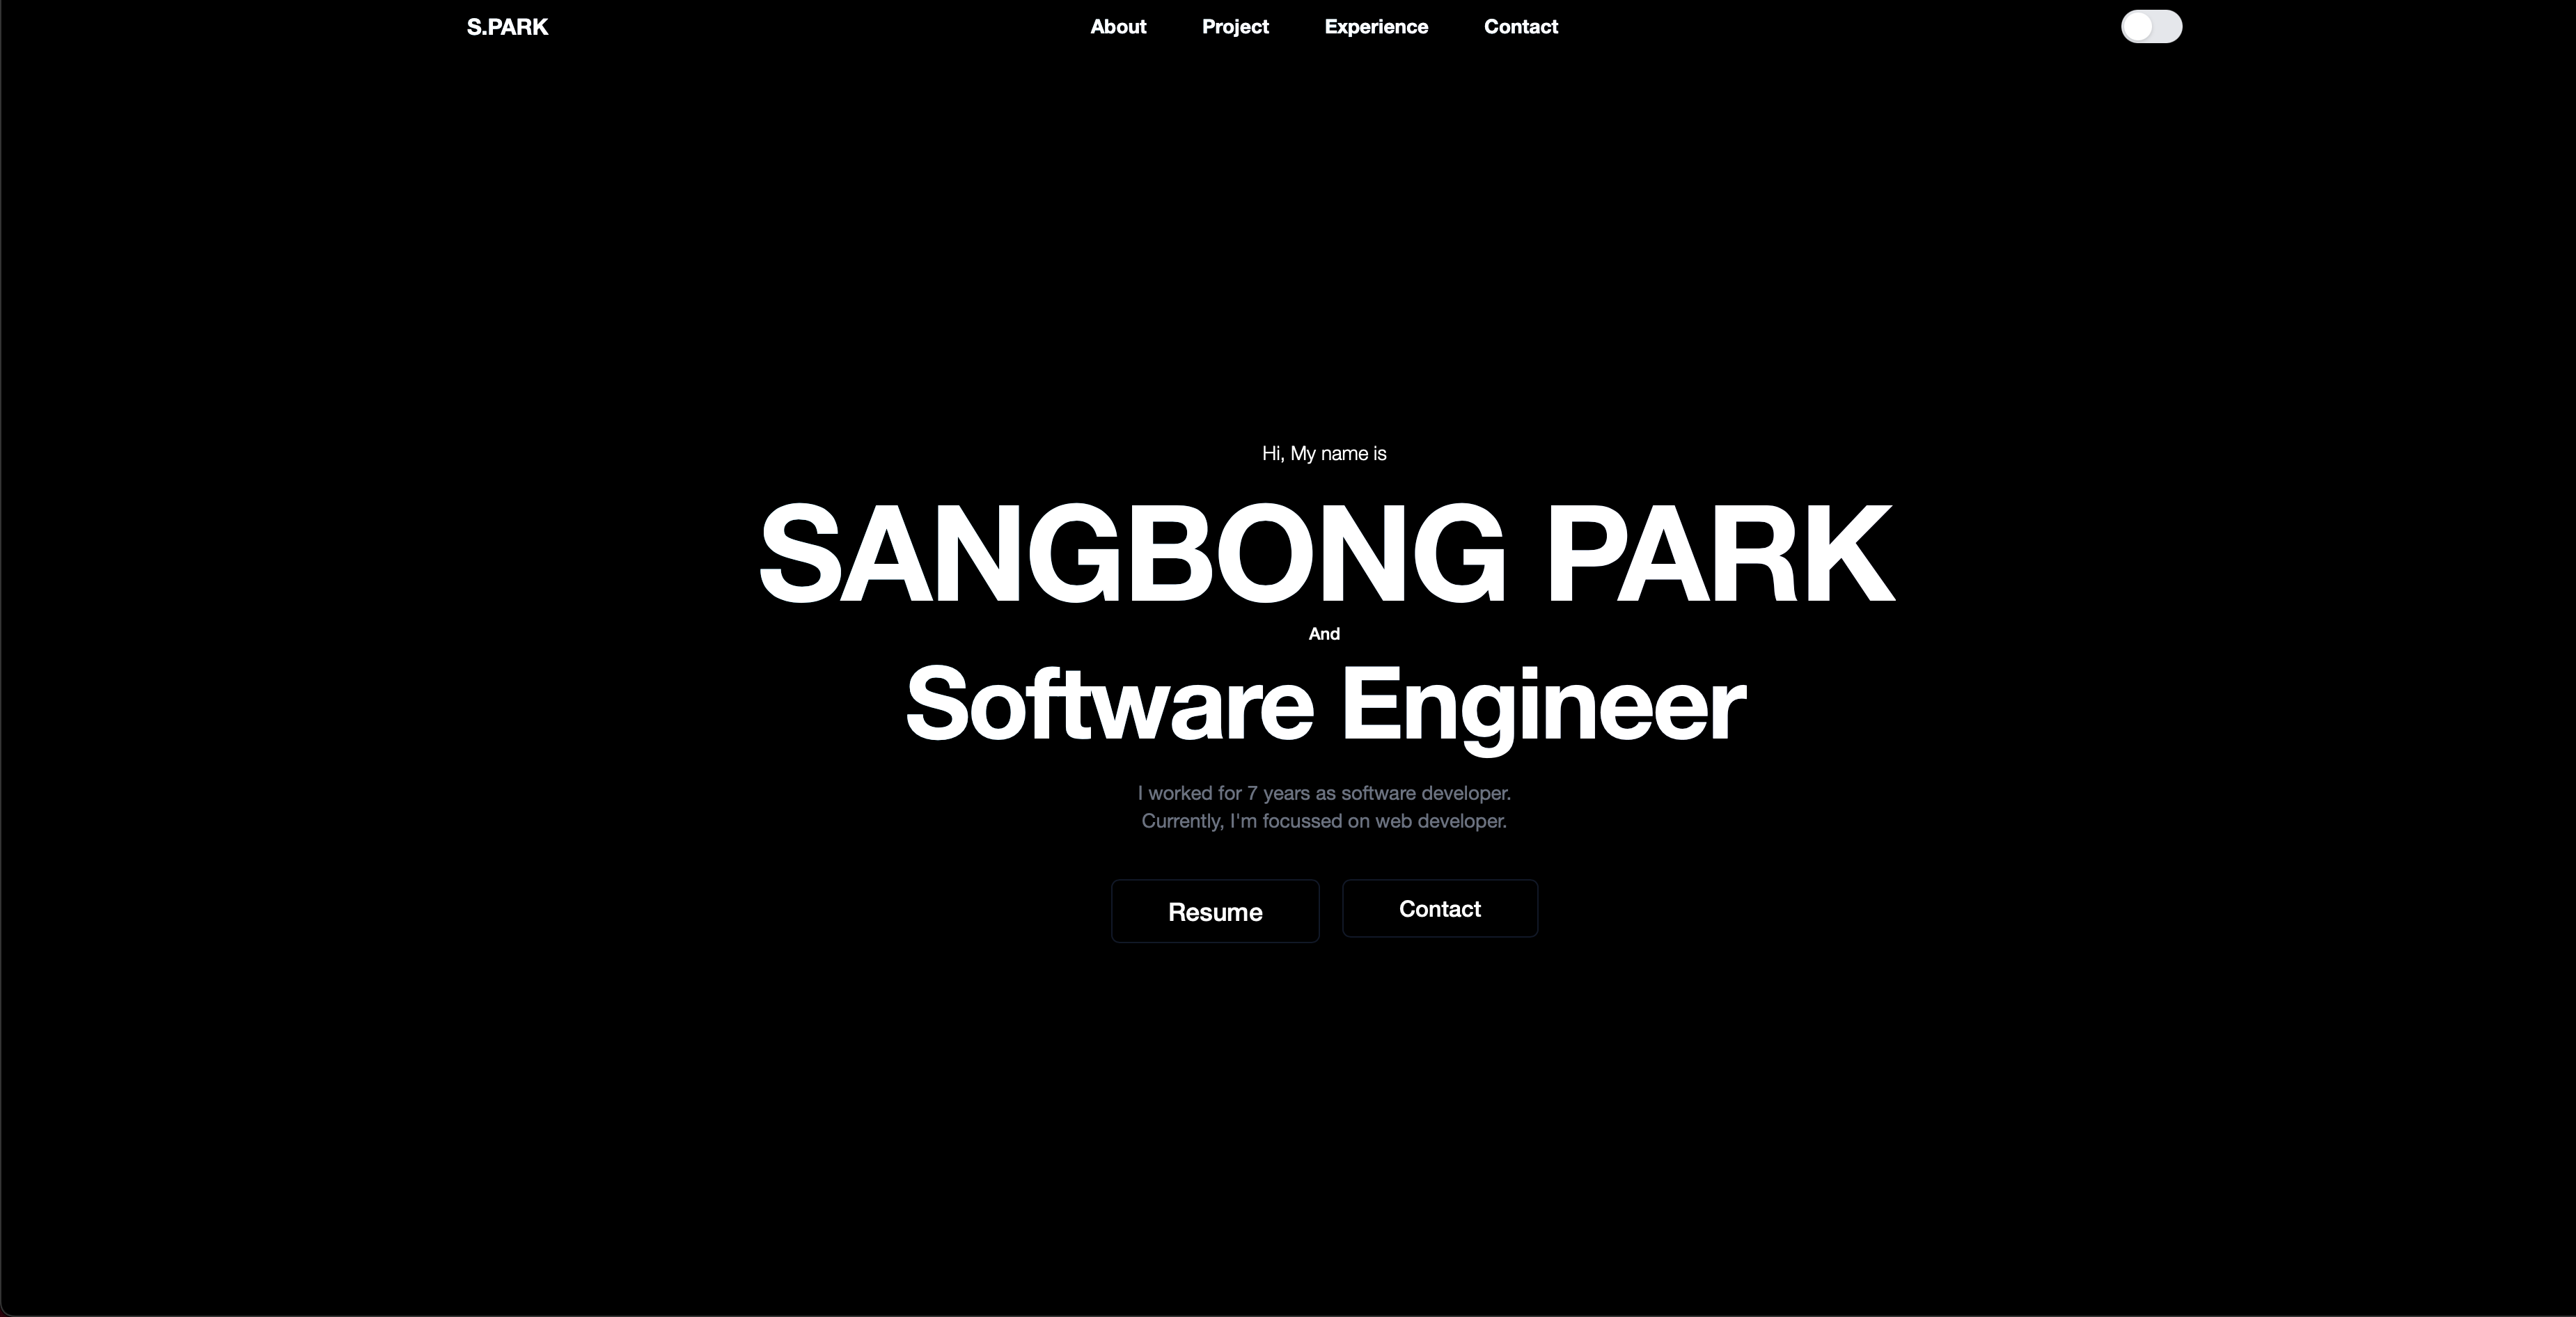 S.PARK About Project Experience Contact
Hi, My name is
SANGBONG PARK
And
Software Engineer
I worked for 7 years as software developer.
Currently, I'm focussed on web developer.
Resume Contact